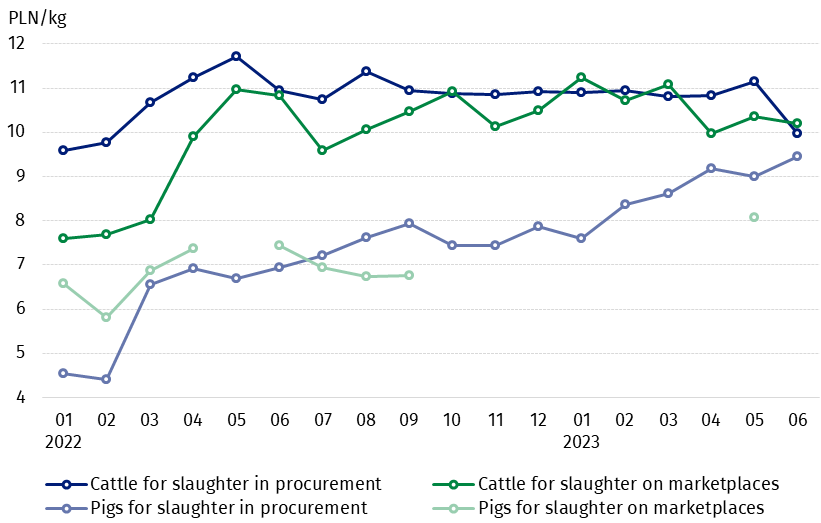 PLN/kg
12
11
10
9
8
7
6
5
4
01 02 03 04 05 06 07 08 09 10 11 12 01 02 03 04 05 06
2022 2023
Cattle for slaughter in procurement Cattle for slaughter on marketplaces
Pigs for slaughter in procurement Pigs for slaughter on marketplaces